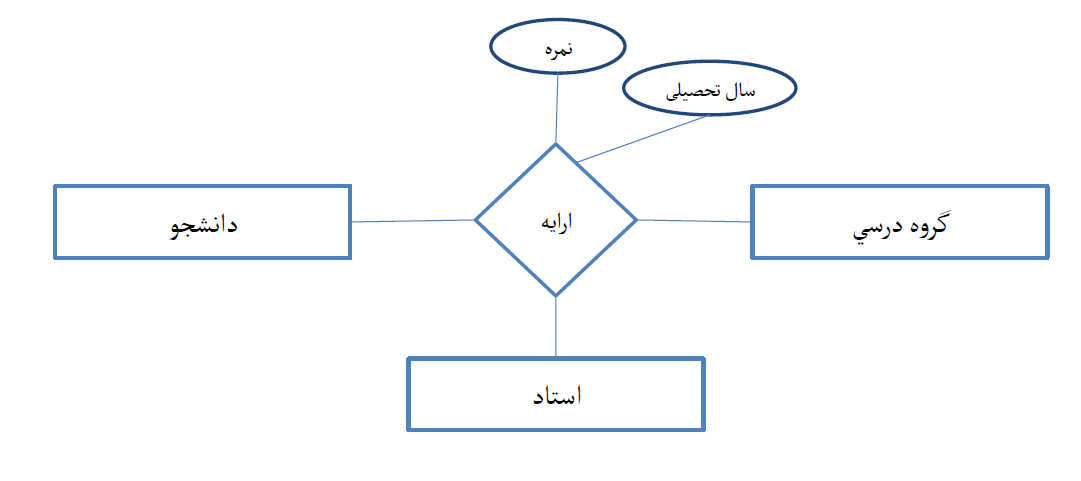 نمره
سال تحصیلی
گروه درسي
ارایه
دانشجو
استاد